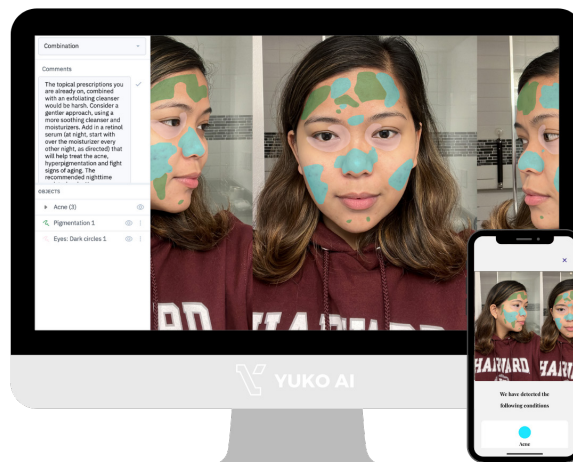 Combination
Comments
The topical prescriptions you
are already on, combined
with an exfoliating cleanser
would be harsh. Consider a
gentler approach, using a
more soothing cleanser and
moisturizers. Add in a retinol
serum (at night, start with
over the moisturizer every
other night, as directed) that
will help treat the acne,
hyperpigmentation and fight
signs of aging. The
recommended nighttime
OBJECTS
Acne (3)
Pigmentation 1
Eyes: Dark circles 1
HARVARD
YUKO AI
HARVARD
HAR
We have detected the
following conditions
Acne